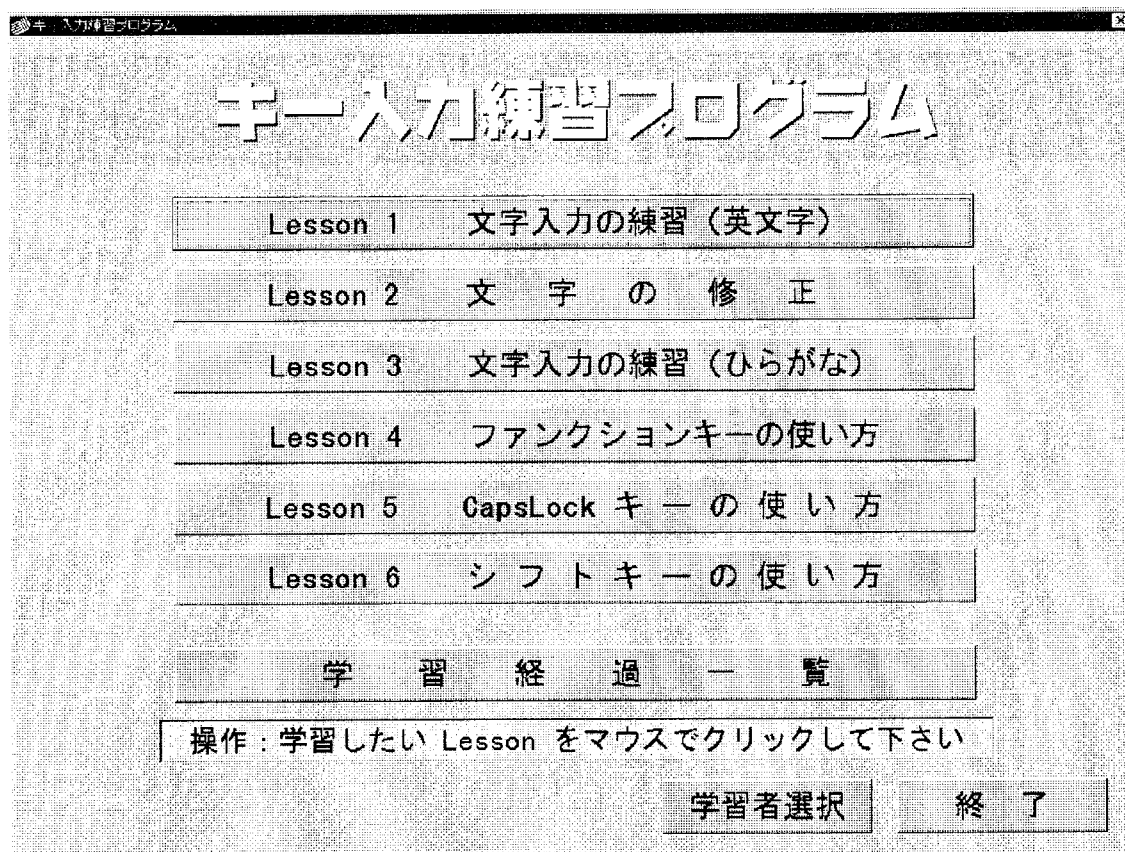 キー入力練習プログラム
キー入力練習プログラム
Lesson 1 文字入力の練習（英文字）
Lesson 2 文字の修正
Lesson 3 文字入力の練習（ひらがな）
Lesson 4 ファンクションキーの使い方
Lesson 5 CapsLock キーの使い方
Lesson 6 シフトキーの使い方
学習経過一覧
操作：学習したい Lesson をマウスでクリックして下さい
学習者選択 終了